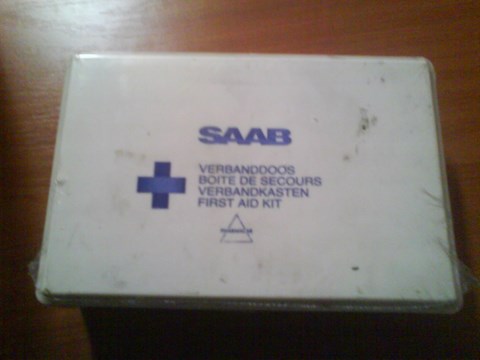 SAAB
VERBANDDOOS
BOITE DE SECOURS
VERBANDKASTEN
FIRST AID KIT